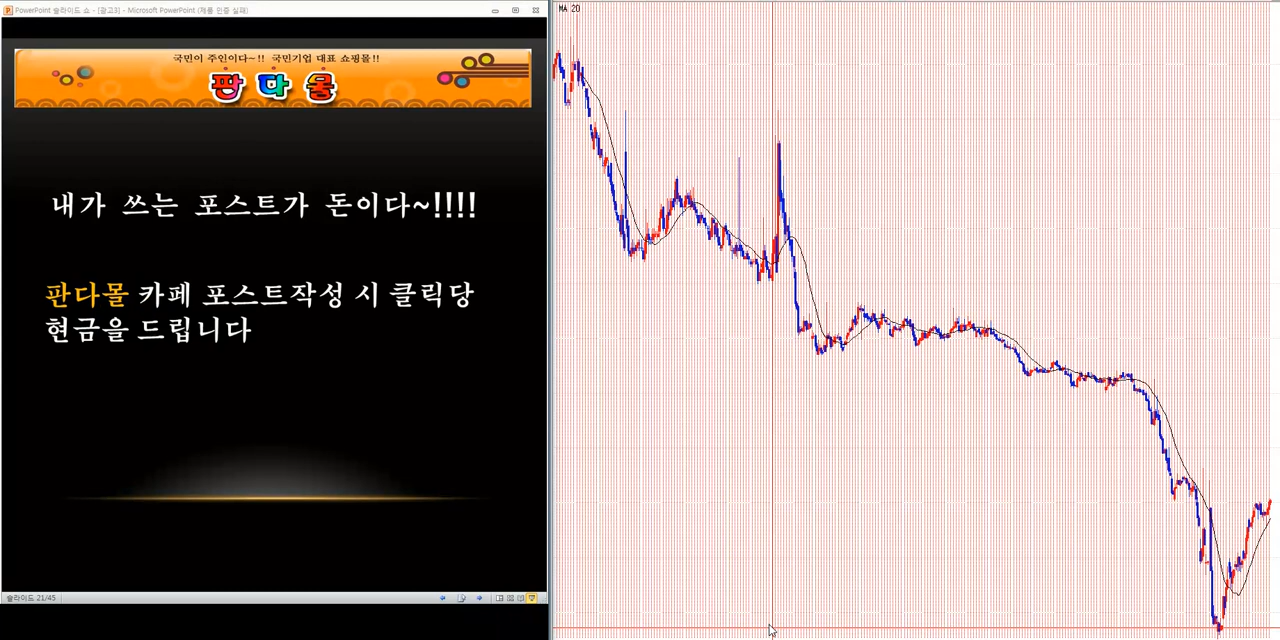 PowerPoint 슬라이드 쇼 - [광고3] - Microsoft PowerPoint (제품 인증 실패)
국민이 주인이다~!! 국민기업 대표 쇼핑몰!!
판다몰
내가 쓰는 포스트가 돈이다~!!!!
판다몰 카페 포스트작성 시 클릭당
현금을 드립니다
슬라이드 21/45
MA 20